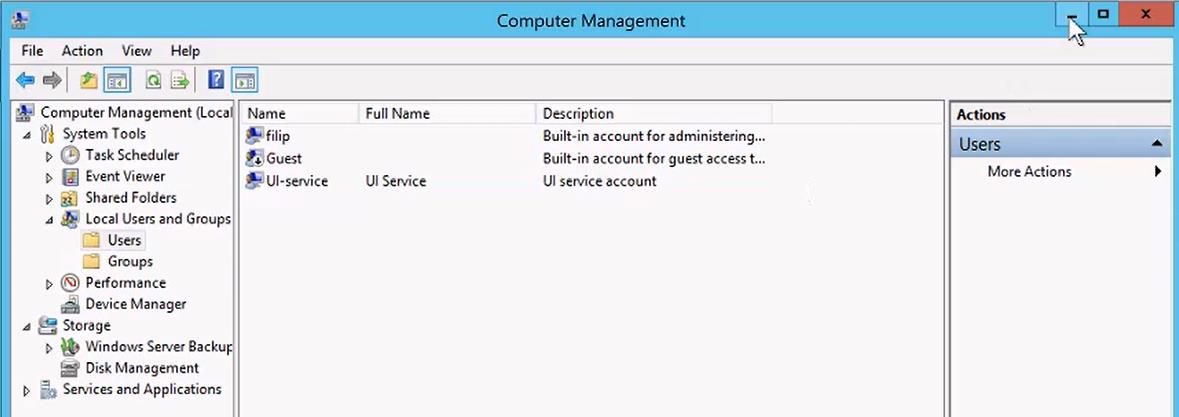 Computer Management
File Action View Help
Computer Management (Local
System Tools
Task Scheduler
Event Viewer
Shared Folders
Local Users and Groups
Users
Groups
Performance
Device Manager
Storage
Windows Server Backup
Disk Management
Services and Applications
Name Full Name Description
filip Built-in account for administering...
Guest Built-in account for guest access t...
UI-service UI Service UI service account
Actions
Users
More Actions